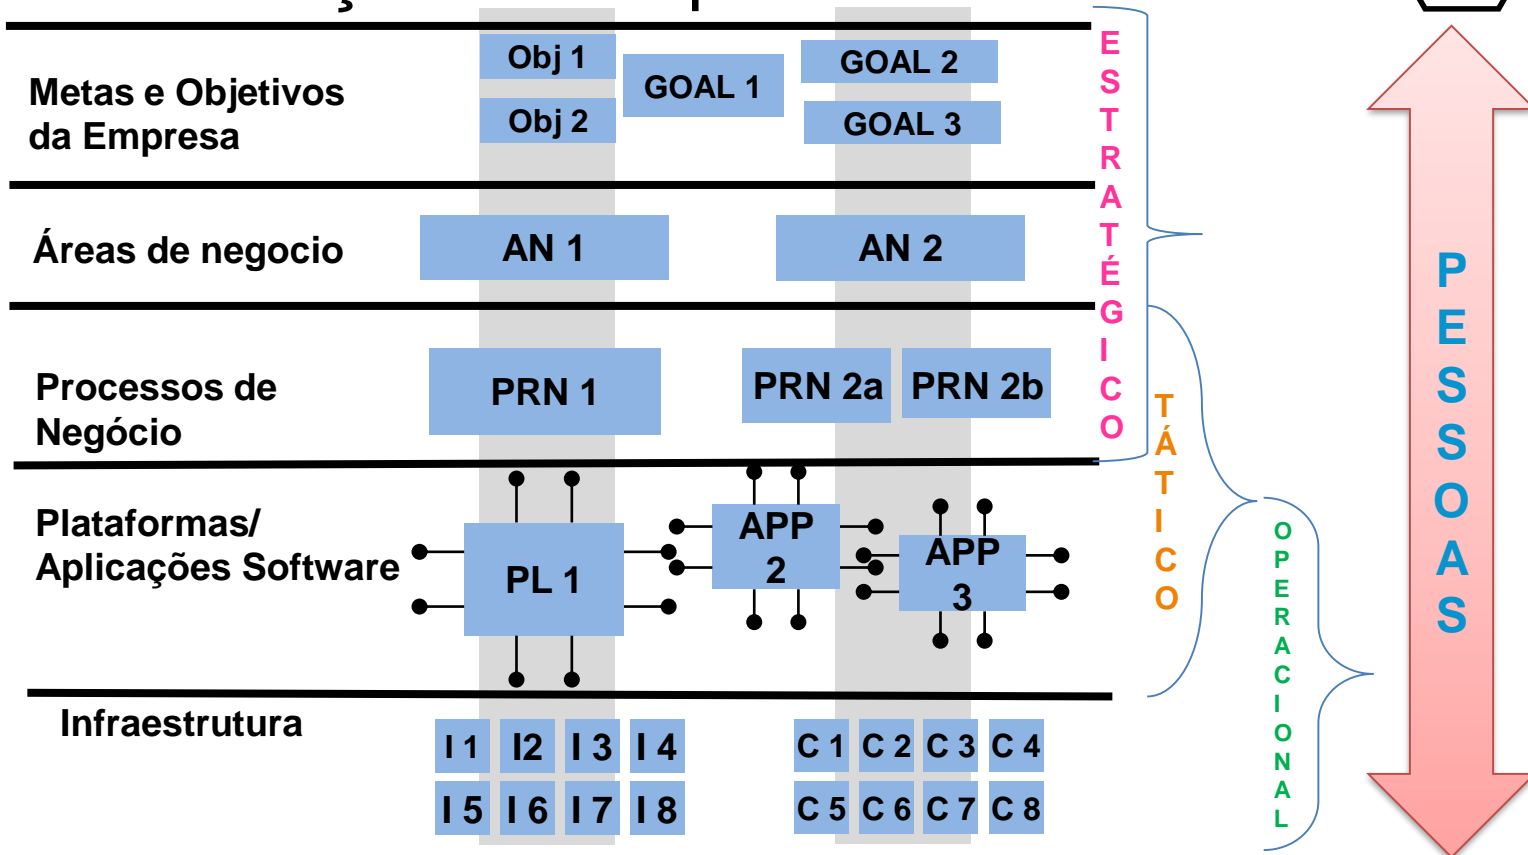 Obj 1
GOAL 1
GOAL 2
Metas e Objetivos
da Empresa
Obj 2
GOAL 3
Áreas de negocio
AN 1
AN 2
Processos de
Negócio
PRN 1
PRN 2a
PRN 2b
Plataformas/
Aplicações Software
PL 1
APP
2
APP
3
Infraestrutura
I 1
I2
I 3
I 4
C 1
C 2
C 3
C 4
I 5
I 6
I 7
I 8
C 5
C 6
C 7
C 8
ESTRATÉGICO
TÁTICO
OPERACIONAL
PESSOAS